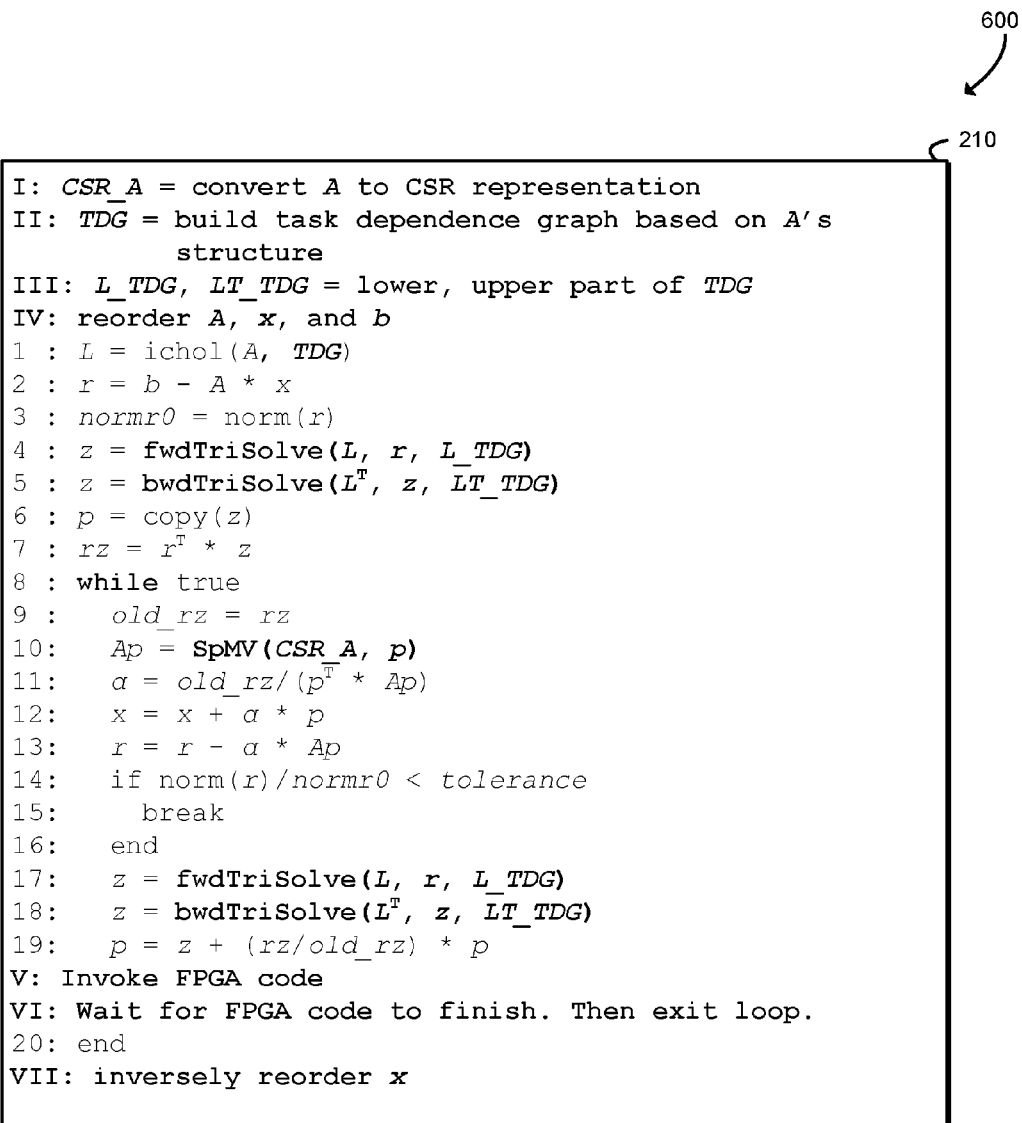 600
210
I: CSR_A = convert A to CSR representation
II: TDG = build task dependence graph based on A's
structure
III: L_TDG, LT_TDG = lower, upper part of TDG
IV: reorder A, x, and b
1 : L = ichol(A, TDG)
2 : r = b - A * x
3 : normr0 = norm(r)
4 : z = fwdTriSolve(L, r, L_TDG)
5 : z = bwdTriSolve(Lᵀ, z, LT_TDG)
6 : p = copy(z)
7 : rz = rᵀ * z
8 : while true
9 : old_rz = rz
10: Ap = SpMV(CSR_A, p)
11: α = old_rz/(pᵀ * Ap)
12: x = x + α * p
13: r = r - α * Ap
14: if norm(r)/normr0 < tolerance
15: break
16: end
17: z = fwdTriSolve(L, r, L_TDG)
18: z = bwdTriSolve(Lᵀ, z, LT_TDG)
19: p = z + (rz/old_rz) * p
V: Invoke FPGA code
VI: Wait for FPGA code to finish. Then exit loop.
20: end
VII: inversely reorder x